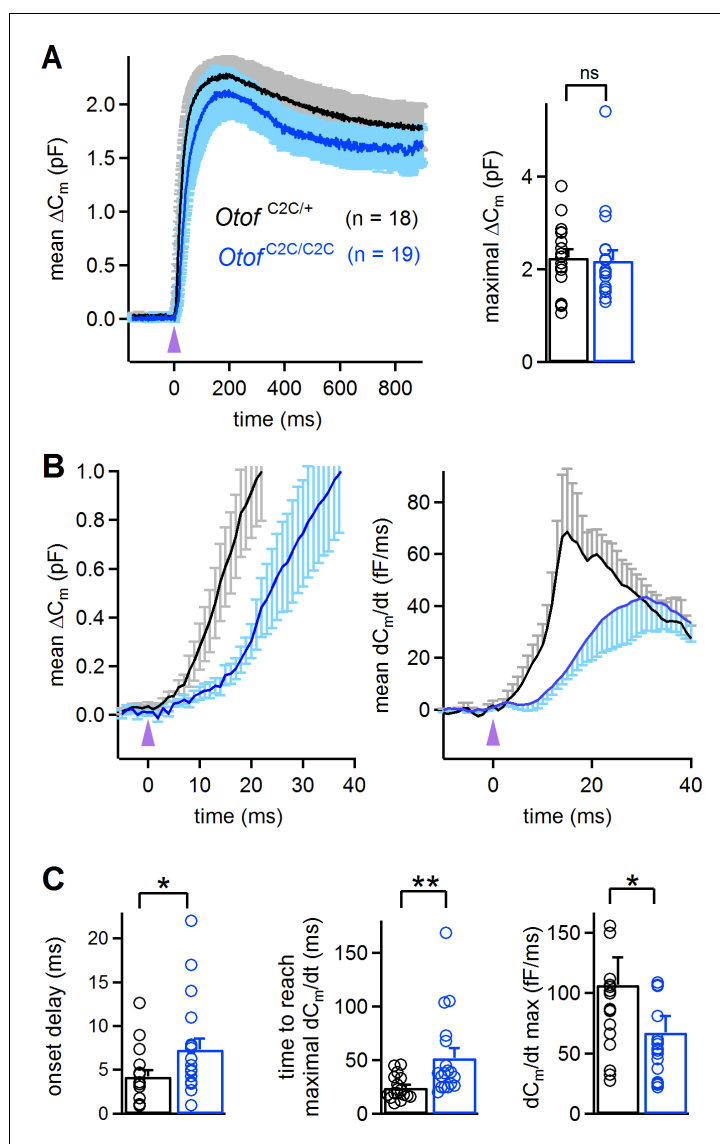 A
mean ΔCm (pF)
2.0
1.5
1.0
0.5
0.0
Otof C2C/+ (n = 18)
Otof C2C/C2C (n = 19)
0 200 400 600 800
time (ms)
ns
maximal ΔCm (pF)
4
2
0
B
mean ΔCm (pF)
1.0
0.8
0.6
0.4
0.2
0.0
0 10 20 30 40
time (ms)
mean dCm/dt (fF/ms)
80
60
40
20
0
0 20 40
time (ms)
C
*
onset delay (ms)
20
15
10
5
0
**
time to reach
maximal dCm/dt (ms)
150
100
50
0
*
dCm/dt max (fF/ms)
150
100
50
0